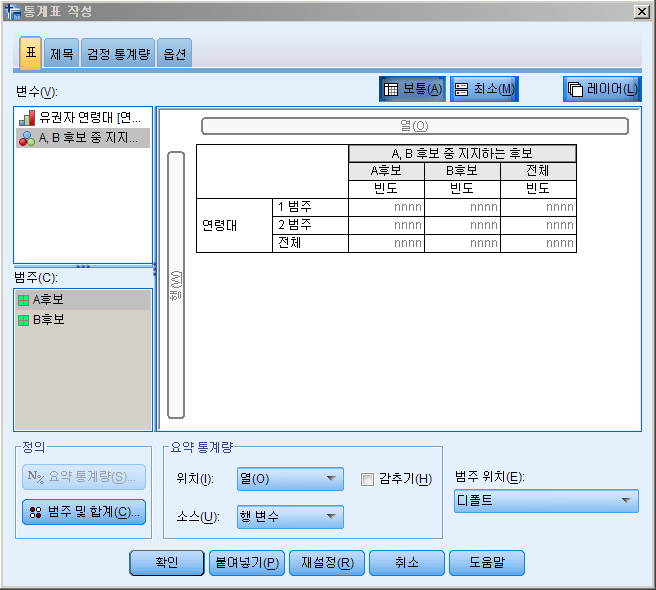 통계표 작성
표 제목 검정 통계량 옵션
변수(V): 보통(A) 최소(M) 레이어(L)
유권자 연령대 [연...
A, B 후보 중 지지...
열(O)
A, B 후보 중 지지하는 후보
A후보 B후보 전체
빈도 빈도 빈도
연령대
1 범주 nnnn nnnn nnnn
2 범주 nnnn nnnn nnnn
전체 nnnn nnnn nnnn
행(W)
범주(C):
A후보
B후보
정의
N% 요약 통계량(S)...
범주 및 합계(C)...
요약 통계량
위치(I): 열(O) 감추기(H)
소스(U): 행 변수
범주 위치(E):
디폴트
확인 붙여넣기(P) 재설정(R) 취소 도움말